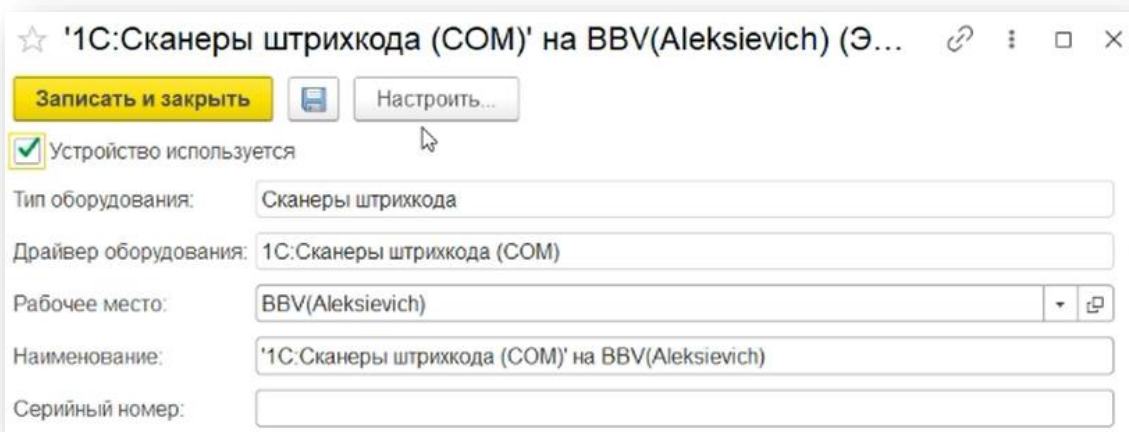 '1С:Сканеры штрихкода (COM)' на BBV(Aleksievich) (Э...
Записать и закрыть Настроить...
Устройство используется
Тип оборудования: Сканеры штрихкода
Драйвер оборудования: 1С:Сканеры штрихкода (COM)
Рабочее место: BBV(Aleksievich)
Наименование: '1С:Сканеры штрихкода (COM)' на BBV(Aleksievich)
Серийный номер: